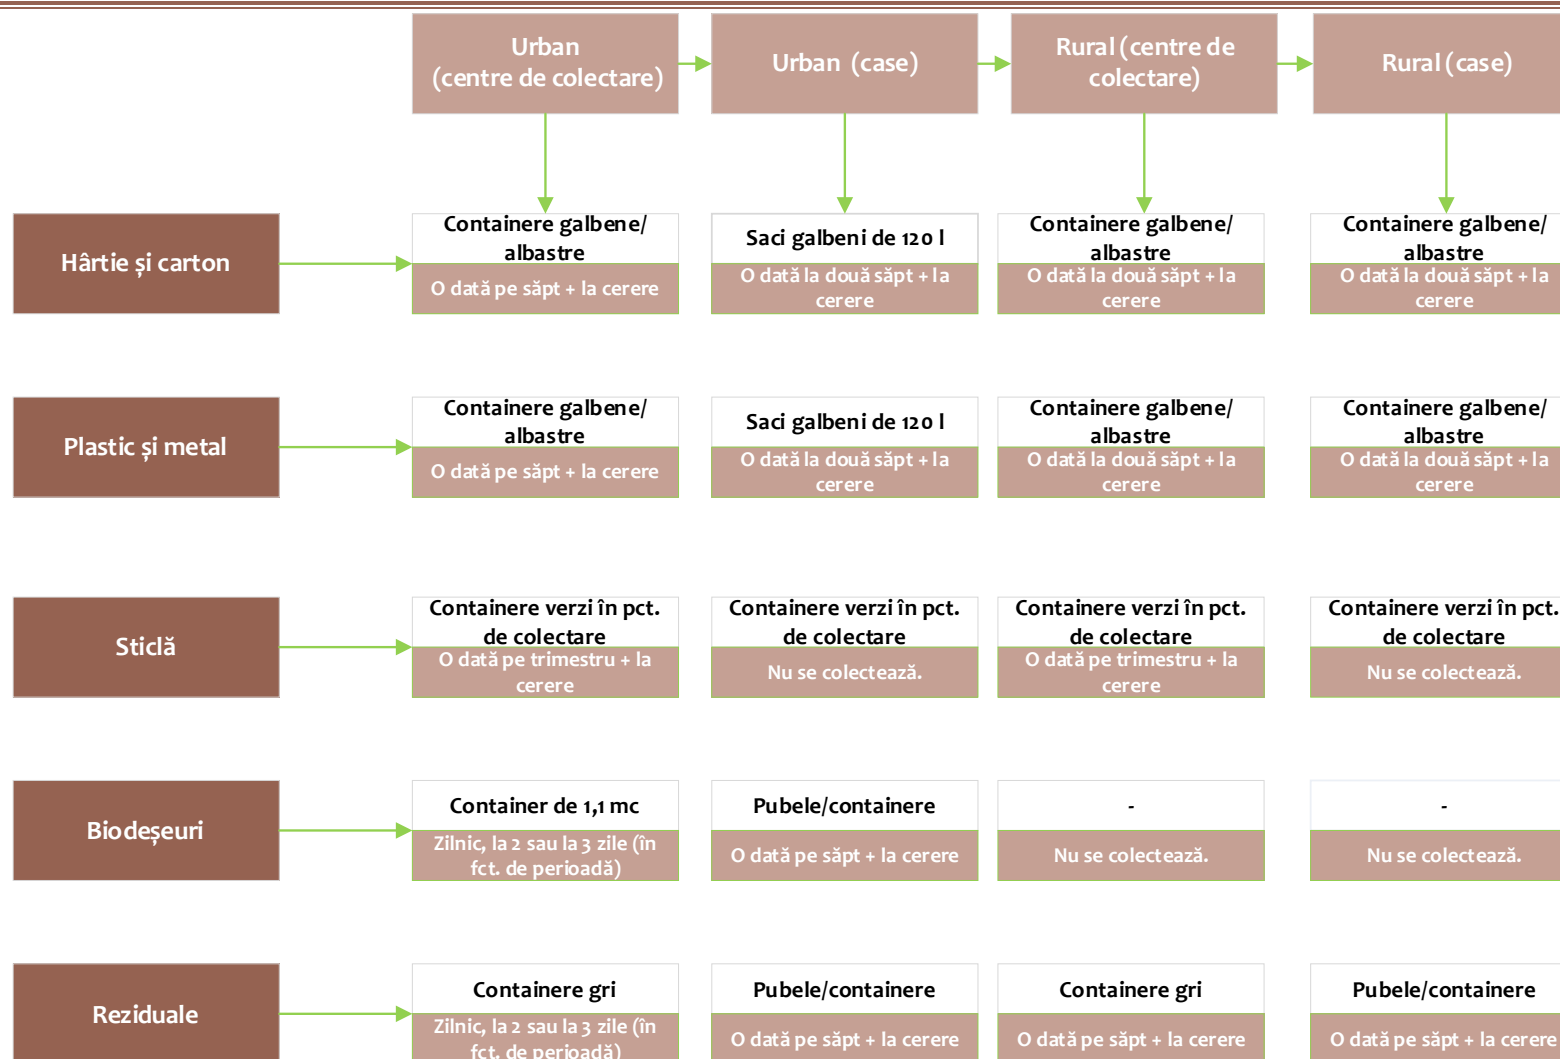 Urban
(centre de colectare)
Urban (case)
Rural (centre de
colectare)
Rural (case)
Hârtie și carton
Containere galbene/
albastre
O dată pe săpt + la cerere
Saci galbeni de 120 l
O dată la două săpt + la
cerere
Containere galbene/
albastre
O dată la două săpt + la
cerere
Containere galbene/
albastre
O dată la două săpt + la
cerere
Plastic și metal
Containere galbene/
albastre
O dată pe săpt + la cerere
Saci galbeni de 120 l
O dată la două săpt + la
cerere
Containere galbene/
albastre
O dată la două săpt + la
cerere
Containere galbene/
albastre
O dată la două săpt + la
cerere
Sticlă
Containere verzi în pct.
de colectare
O dată pe trimestru + la
cerere
Containere verzi în pct.
de colectare
Nu se colectează.
Containere verzi în pct.
de colectare
O dată pe trimestru + la
cerere
Containere verzi în pct.
de colectare
Nu se colectează.
Biodeșeuri
Container de 1,1 mc
Zilnic, la 2 sau la 3 zile (în
fct. de perioadă)
Pubele/containere
O dată pe săpt + la cerere
-
Nu se colectează.
-
Nu se colectează.
Reziduale
Containere gri
Zilnic, la 2 sau la 3 zile (în
fct. de perioadă)
Pubele/containere
O dată pe săpt + la cerere
Containere gri
O dată pe săpt + la cerere
Pubele/containere
O dată pe săpt + la cerere